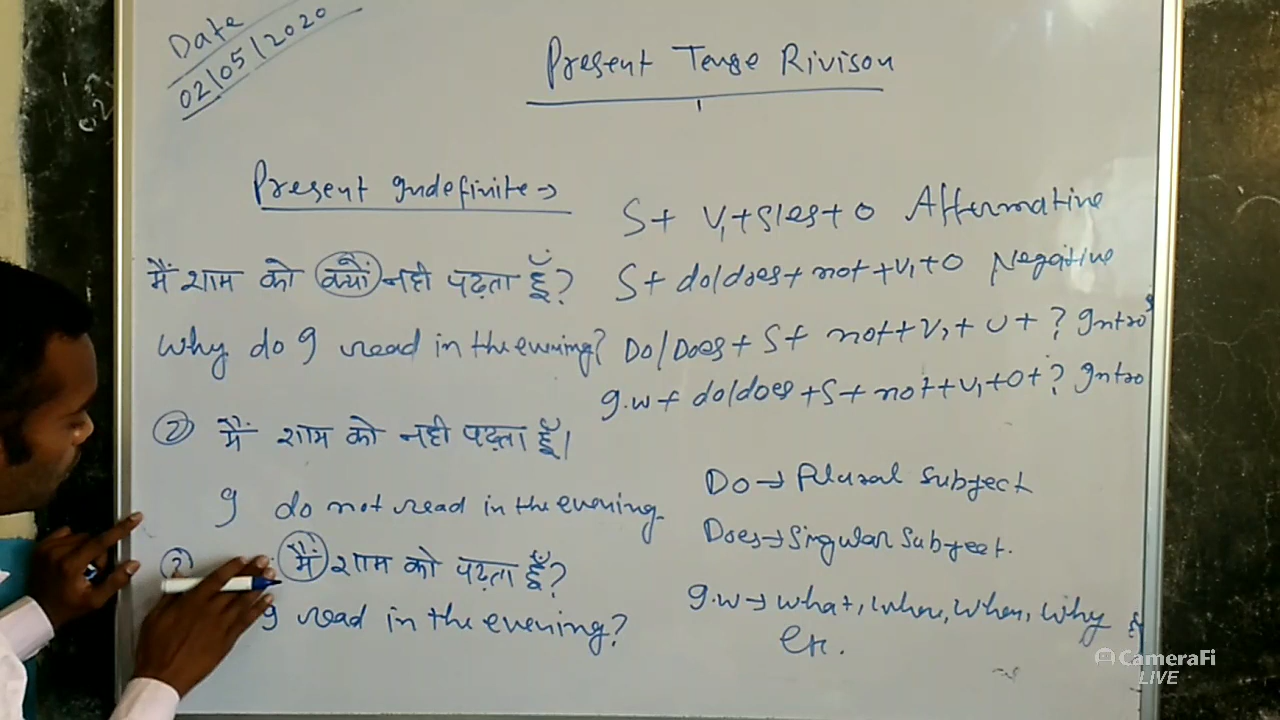 Date
02/05/2020
Present Tense Rivison
Present Indefinite →
S + V1 + s/es + O Affermative
मैं शाम को क्यों नही पढ़ता हूँ?
S + do/does + not + V1 + O Negative
Why do I read in the evening?
Do/Does + S + not + V1 + O + ? Intro
I.W + do/does + S + not + V1 + O + ? Intro
② मैं शाम को नही पढ़ता हूँ।
Do → Plural Subject
I do not read in the evening.
Does → Singular Subject.
मैं शाम को पढ़ता हूँ?
I.W → What, Where, When, Why
I read in the evening?
Etc.
CameraFi
LIVE